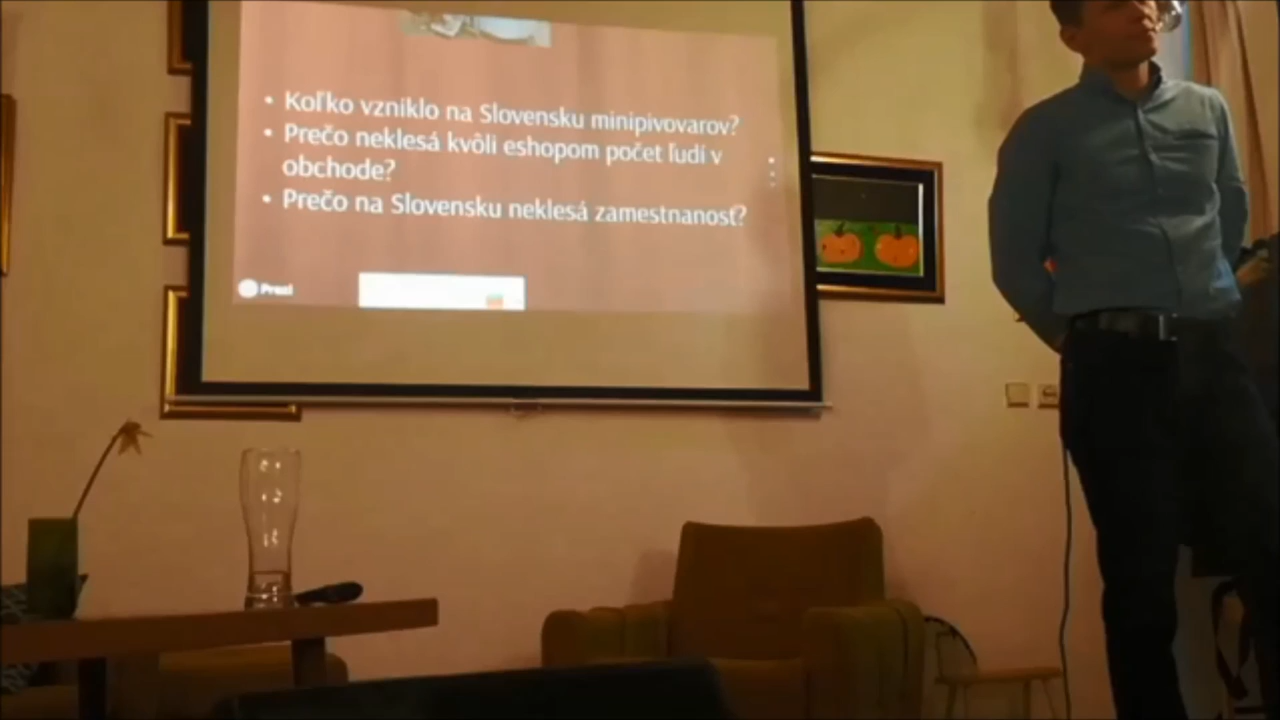 • Koľko vzniklo na Slovensku minipivovarov?
• Prečo neklesá kvôli eshopom počet ľudí v
obchode?
• Prečo na Slovensku neklesá zamestnanosť?
Prezi